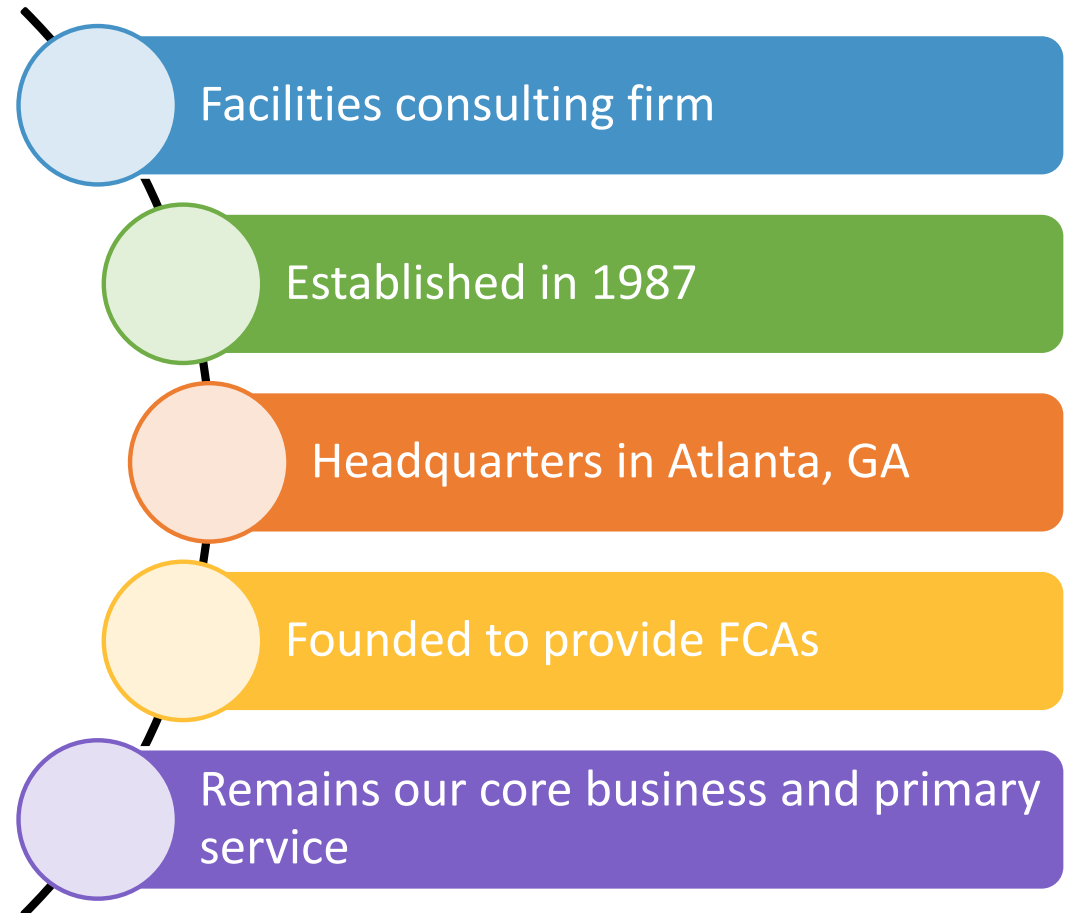 Facilities consulting firm
Established in 1987
Headquarters in Atlanta, GA
Founded to provide FCAs
Remains our core business and primary
service